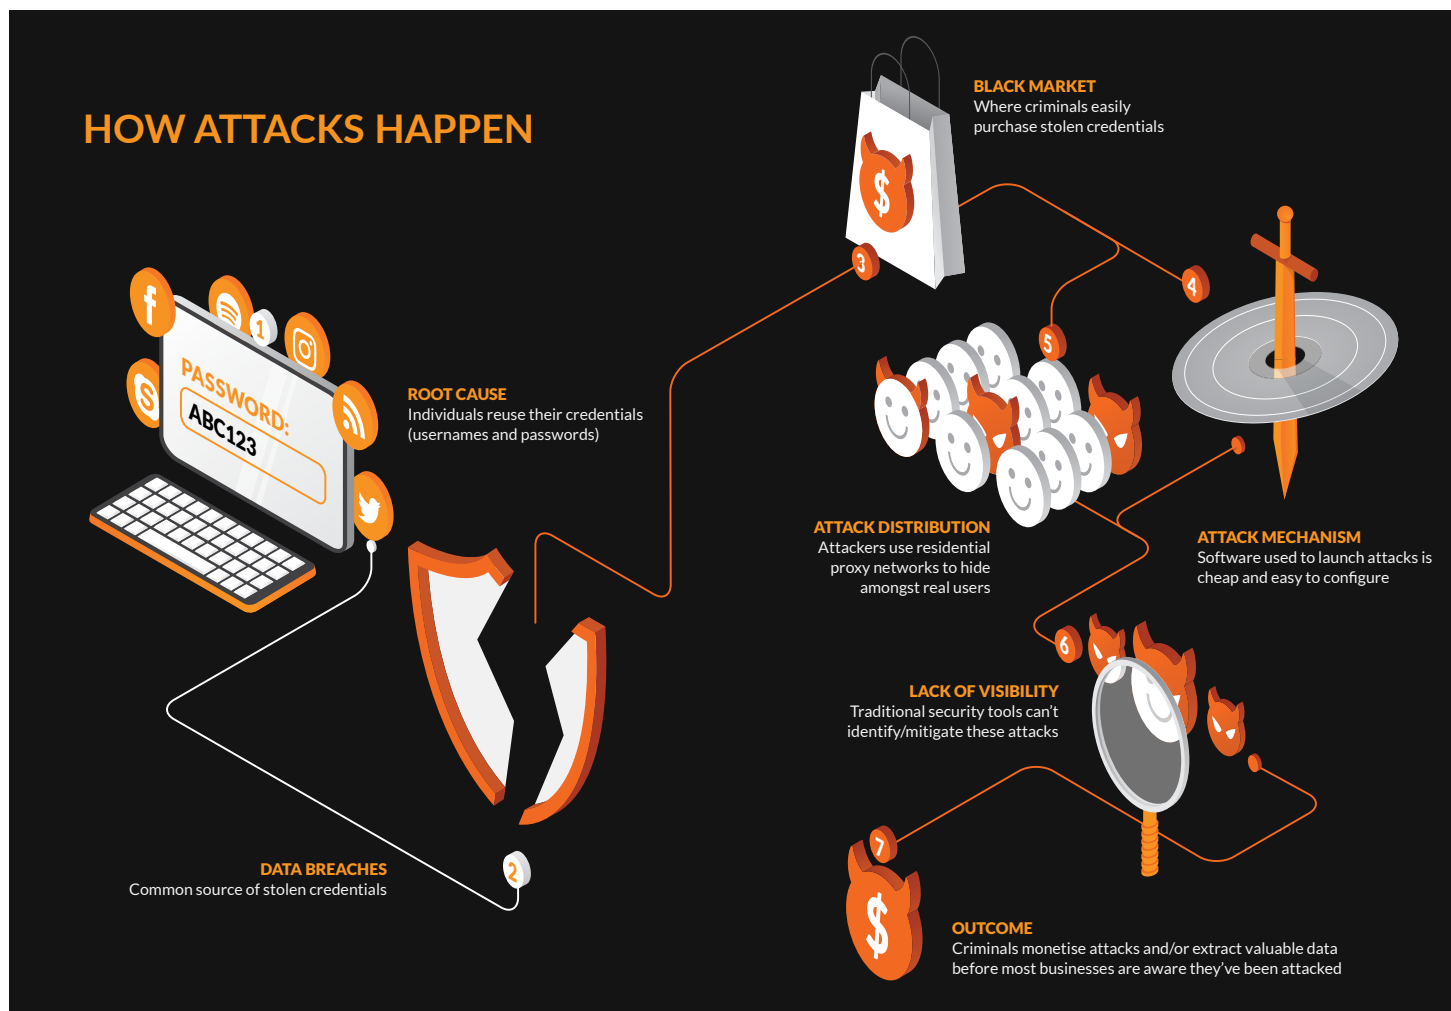 HOW ATTACKS HAPPEN
1
PASSWORD:
ABC123
ROOT CAUSE
Individuals reuse their credentials
(usernames and passwords)
2
DATA BREACHES
Common source of stolen credentials
3
$
BLACK MARKET
Where criminals easily
purchase stolen credentials
4
ATTACK MECHANISM
Software used to launch attacks is
cheap and easy to configure
5
ATTACK DISTRIBUTION
Attackers use residential
proxy networks to hide
amongst real users
6
LACK OF VISIBILITY
Traditional security tools can’t
identify/mitigate these attacks
7
$
OUTCOME
Criminals monetise attacks and/or extract valuable data
before most businesses are aware they’ve been attacked